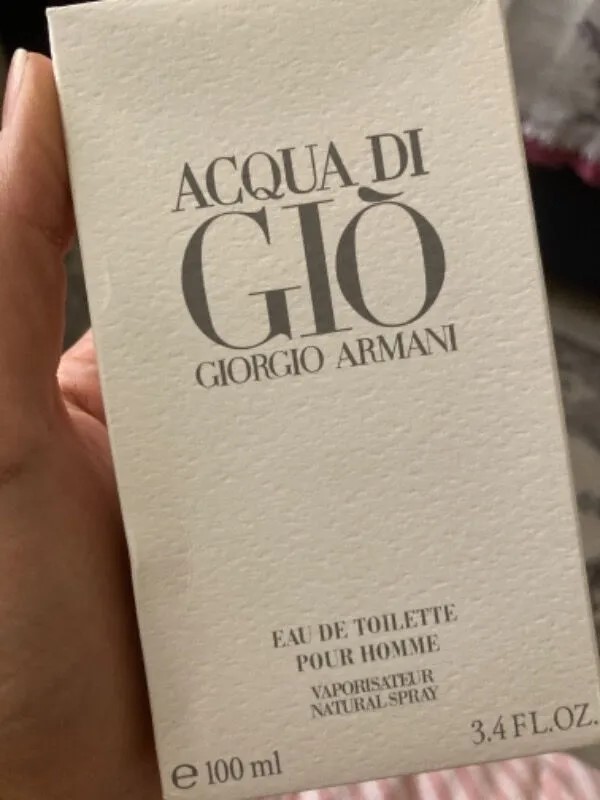 ACQUA DI
GIÒ
GIORGIO ARMANI
EAU DE TOILETTE
POUR HOMME
VAPORISATEUR
NATURAL SPRAY
℮ 100 ml
3.4 FL.OZ.